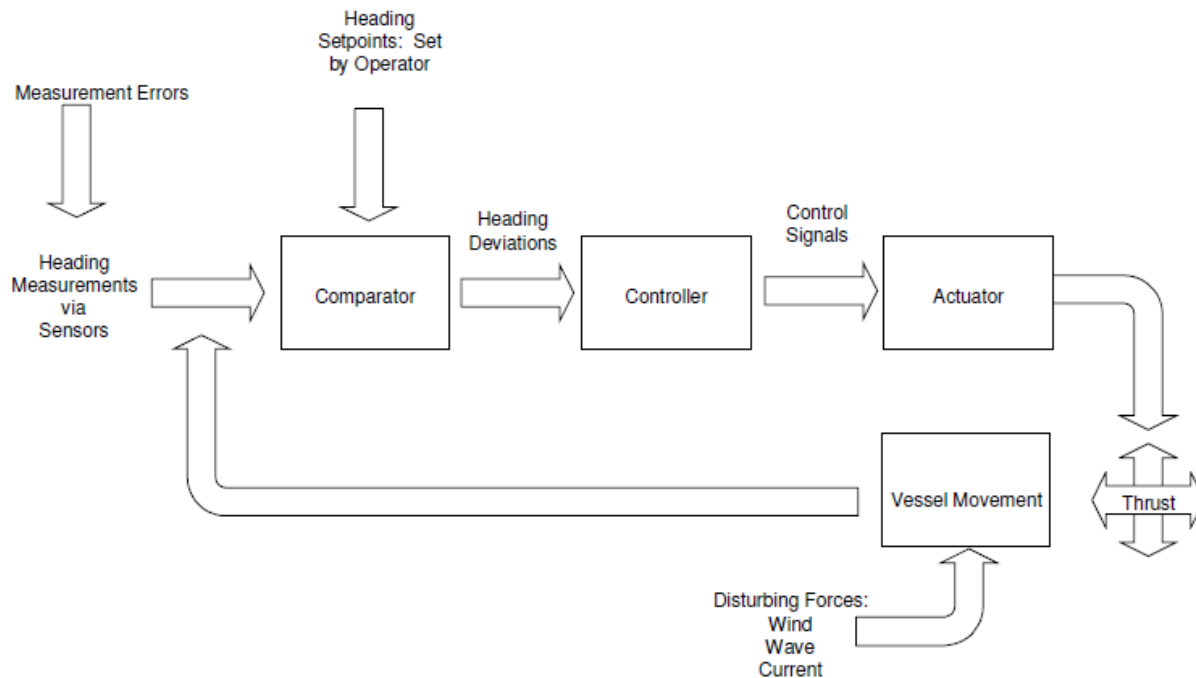 Heading
Setpoints: Set
by Operator
Measurement Errors
Heading
Measurements
via
Sensors
Comparator
Heading
Deviations
Controller
Control
Signals
Actuator
Vessel Movement
Thrust
Disturbing Forces:
Wind
Wave
Current